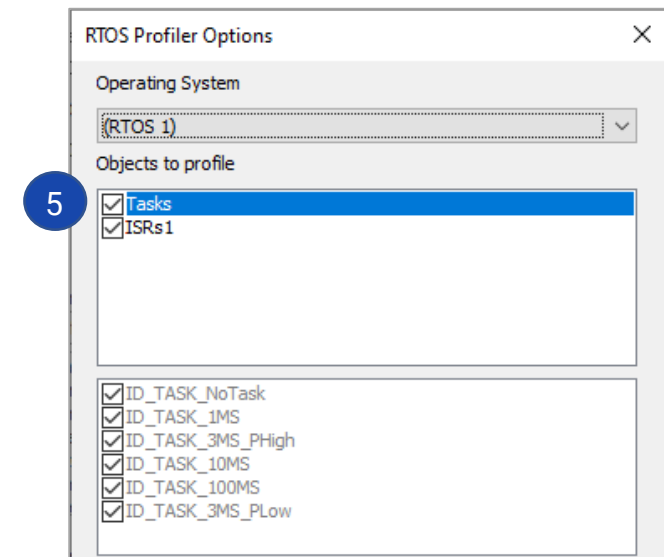 RTOS Profiler Options
Operating System
(RTOS 1)
Objects to profile
5
Tasks
ISRs1
ID_TASK_NoTask
ID_TASK_1MS
ID_TASK_3MS_PHigh
ID_TASK_10MS
ID_TASK_100MS
ID_TASK_3MS_PLow